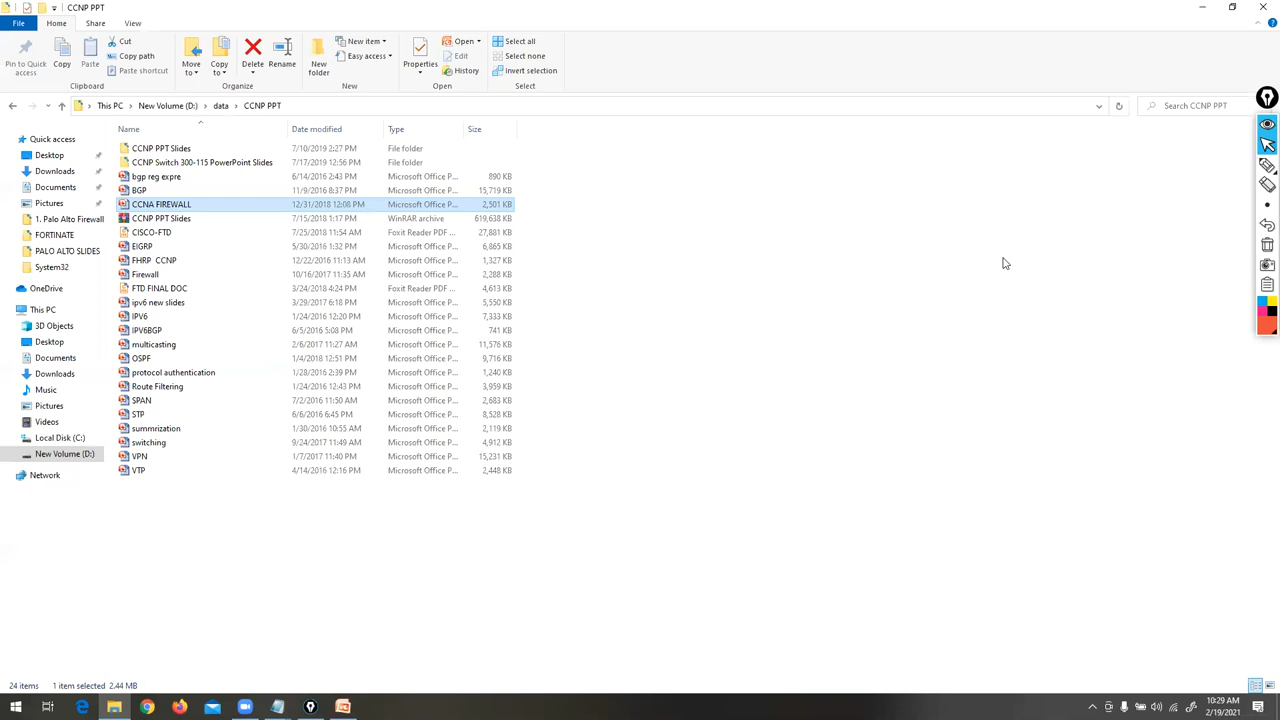 CCNP PPT
File Home Share View
Pin to Quick access
Copy
Paste
Cut
Copy path
Paste shortcut
Clipboard
Move to
Copy to
Delete
Rename
Organize
New folder
New item
Easy access
New
Properties
Open
Edit
History
Open
Select all
Select none
Invert selection
Select
This PC > New Volume (D:) > data > CCNP PPT
Search CCNP PPT
Quick access
Desktop
Downloads
Documents
Pictures
1. Palo Alto Firewall
FORTINATE
PALO ALTO SLIDES
System32
OneDrive
This PC
3D Objects
Desktop
Documents
Downloads
Music
Pictures
Videos
Local Disk (C:)
New Volume (D:)
Network
Name Date modified Type Size
CCNP PPT Slides 7/10/2019 2:27 PM File folder
CCNP Switch 300-115 PowerPoint Slides 7/17/2019 12:56 PM File folder
bgp reg expre 6/14/2016 2:43 PM Microsoft Office P... 890 KB
BGP 11/9/2016 8:37 PM Microsoft Office P... 15,719 KB
CCNA FIREWALL 12/31/2018 12:08 PM Microsoft Office P... 2,501 KB
CCNP PPT Slides 7/15/2018 1:17 PM WinRAR archive 619,638 KB
CISCO-FTD 7/25/2018 11:54 AM Foxit Reader PDF ... 27,881 KB
EIGRP 5/30/2016 1:32 PM Microsoft Office P... 6,865 KB
FHRP CCNP 12/22/2016 11:13 AM Microsoft Office P... 1,327 KB
Firewall 10/16/2017 11:35 AM Microsoft Office P... 2,288 KB
FTD FINAL DOC 3/24/2018 4:24 PM Foxit Reader PDF ... 4,613 KB
ipv6 new slides 3/29/2017 6:18 PM Microsoft Office P... 5,550 KB
IPV6 1/24/2016 12:20 PM Microsoft Office P... 7,333 KB
IPV6BGP 6/5/2016 5:08 PM Microsoft Office P... 741 KB
multicasting 2/6/2017 11:27 AM Microsoft Office P... 11,576 KB
OSPF 1/4/2018 12:51 PM Microsoft Office P... 9,716 KB
protocol authentication 1/28/2016 2:39 PM Microsoft Office P... 1,240 KB
Route Filtering 1/24/2016 12:43 PM Microsoft Office P... 3,959 KB
SPAN 7/2/2016 11:50 AM Microsoft Office P... 2,683 KB
STP 6/6/2016 6:45 PM Microsoft Office P... 8,528 KB
summrization 1/30/2016 10:55 AM Microsoft Office P... 2,119 KB
switching 9/24/2017 11:49 AM Microsoft Office P... 4,912 KB
VPN 1/7/2017 11:40 PM Microsoft Office P... 15,231 KB
VTP 4/14/2016 12:16 PM Microsoft Office P... 2,448 KB
24 items 1 item selected 2.44 MB
10:29 AM
2/19/2021